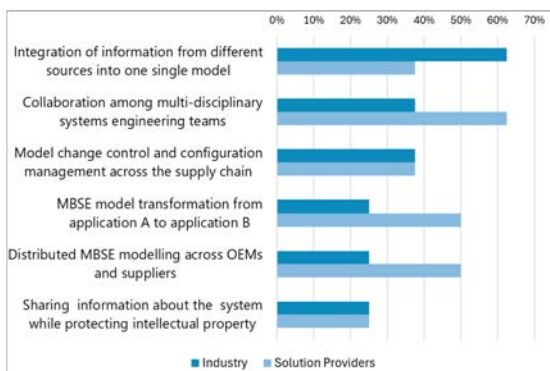 0% 10% 20% 30% 40% 50% 60% 70%
Integration of information from different
sources into one single model
Collaboration among multi-disciplinary
systems engineering teams
Model change control and configuration
management across the supply chain
MBSE model transformation from
application A to application B
Distributed MBSE modelling across OEMs
and suppliers
Sharing information about the system
while protecting intellectual property
Industry Solution Providers